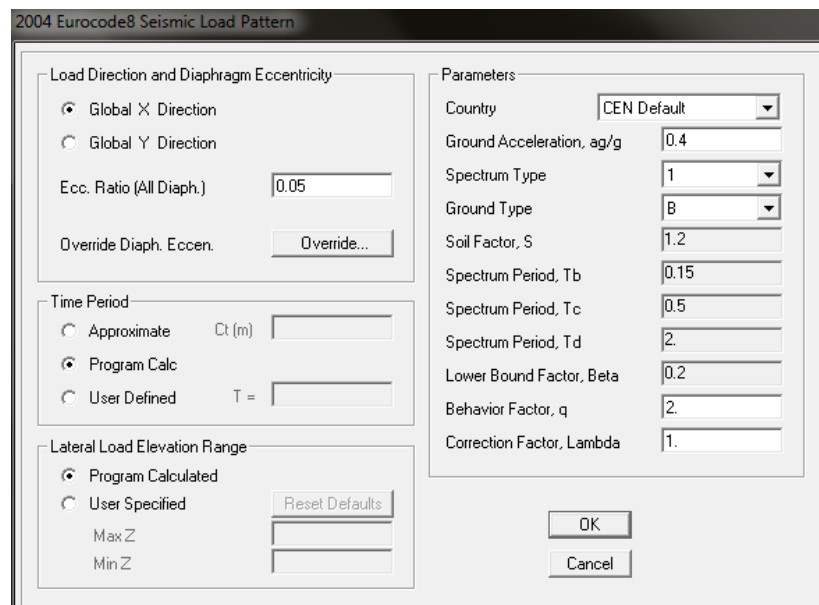 2004 Eurocode8 Seismic Load Pattern
Load Direction and Diaphragm Eccentricity
Global X Direction
Global Y Direction
Ecc. Ratio (All Diaph.) 0.05
Override Diaph. Eccen. Override...
Time Period
Approximate Ct (m)
Program Calc
User Defined T =
Lateral Load Elevation Range
Program Calculated
User Specified Reset Defaults
Max Z
Min Z
Parameters
Country CEN Default
Ground Acceleration, ag/g 0.4
Spectrum Type 1
Ground Type B
Soil Factor, S 1.2
Spectrum Period, Tb 0.15
Spectrum Period, Tc 0.5
Spectrum Period, Td 2.
Lower Bound Factor, Beta 0.2
Behavior Factor, q 2.
Correction Factor, Lambda 1.
OK
Cancel